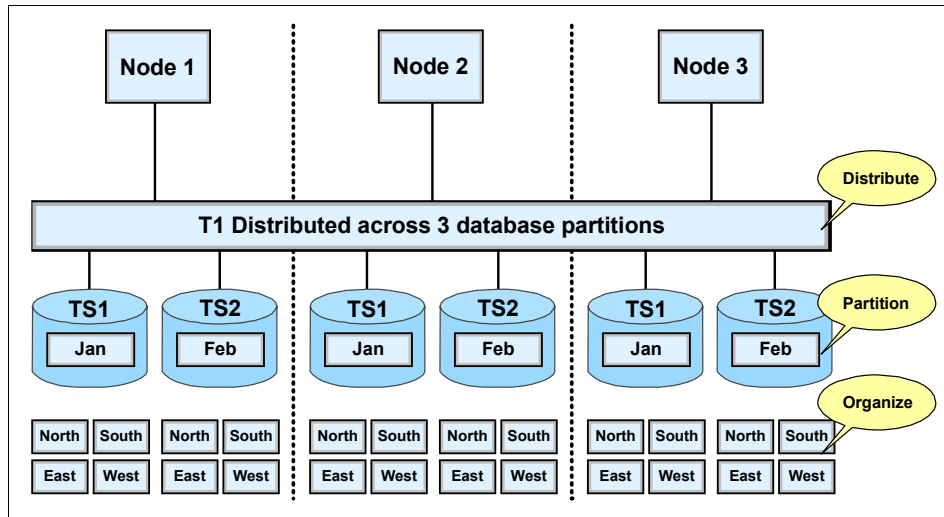 Node 1 Node 2 Node 3
Distribute
T1 Distributed across 3 database partitions
TS1 TS2 TS1 TS2 TS1 TS2
Partition
Jan Feb Jan Feb Jan Feb
Organize
North South North South North South North South North South North South
East West East West East West East West East West East West